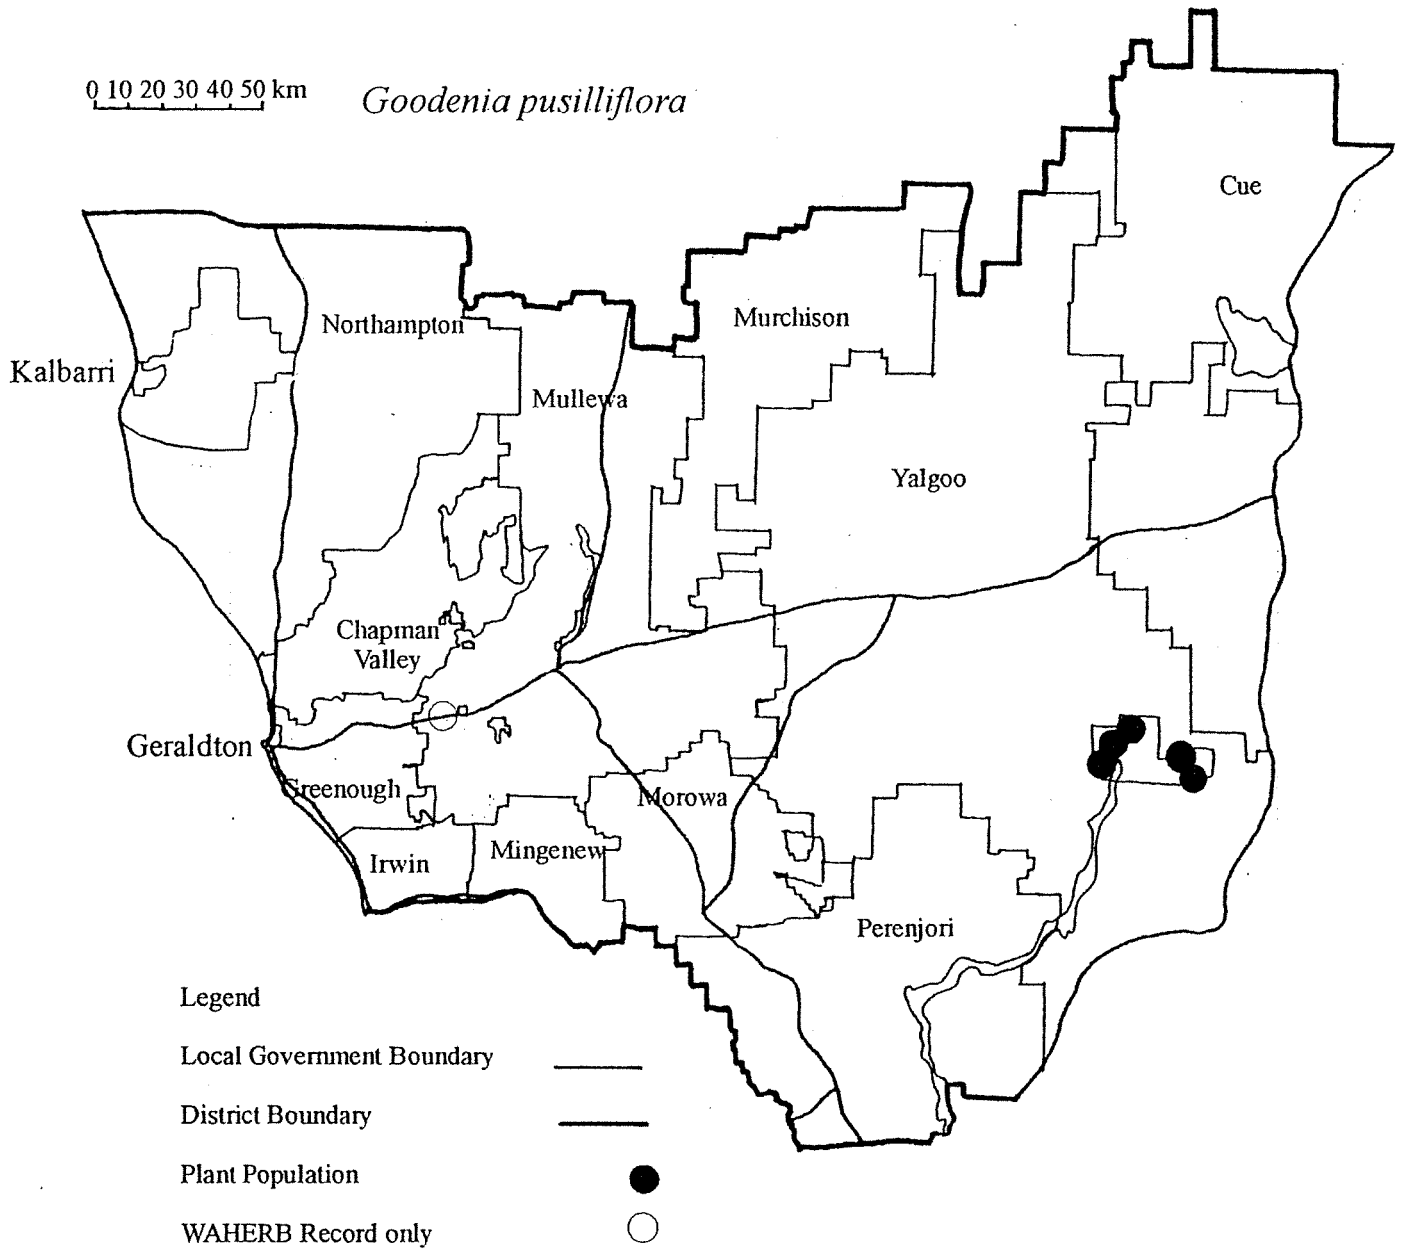 0 10 20 30 40 50 km
Goodenia pusilliflora
Cue
Northampton
Murchison
Kalbarri
Mullewa
Yalgoo
Chapman
Valley
Geraldton
Greenough
Morowa
Irwin
Mingenew
Perenjori
Legend
Local Government Boundary
District Boundary
Plant Population
WAHERB Record only